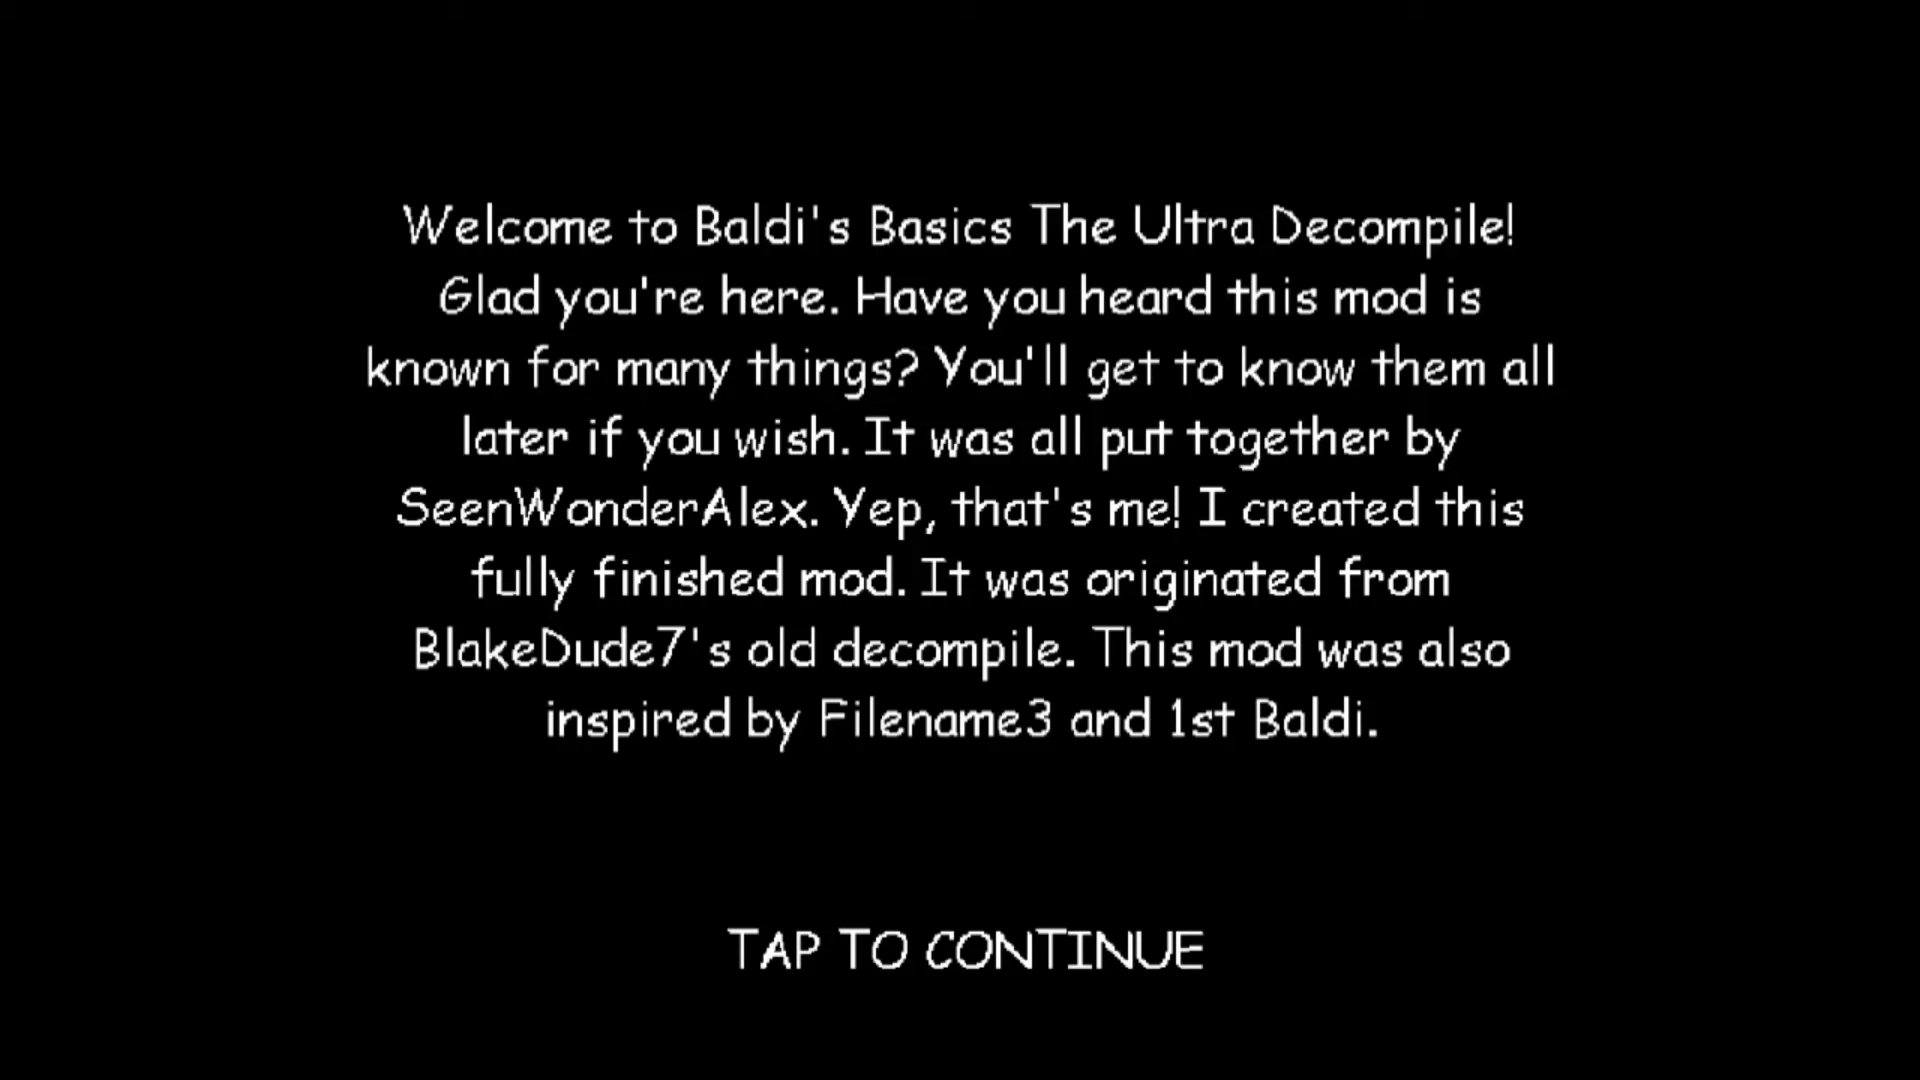 Welcome to Baldi's Basics The Ultra Decompile!
Glad you're here. Have you heard this mod is
known for many things? You'll get to know them all
later if you wish. It was all put together by
SeenWonderAlex. Yep, that's me! I created this
fully finished mod. It was originated from
BlakeDude7's old decompile. This mod was also
inspired by Filename3 and 1st Baldi.
TAP TO CONTINUE